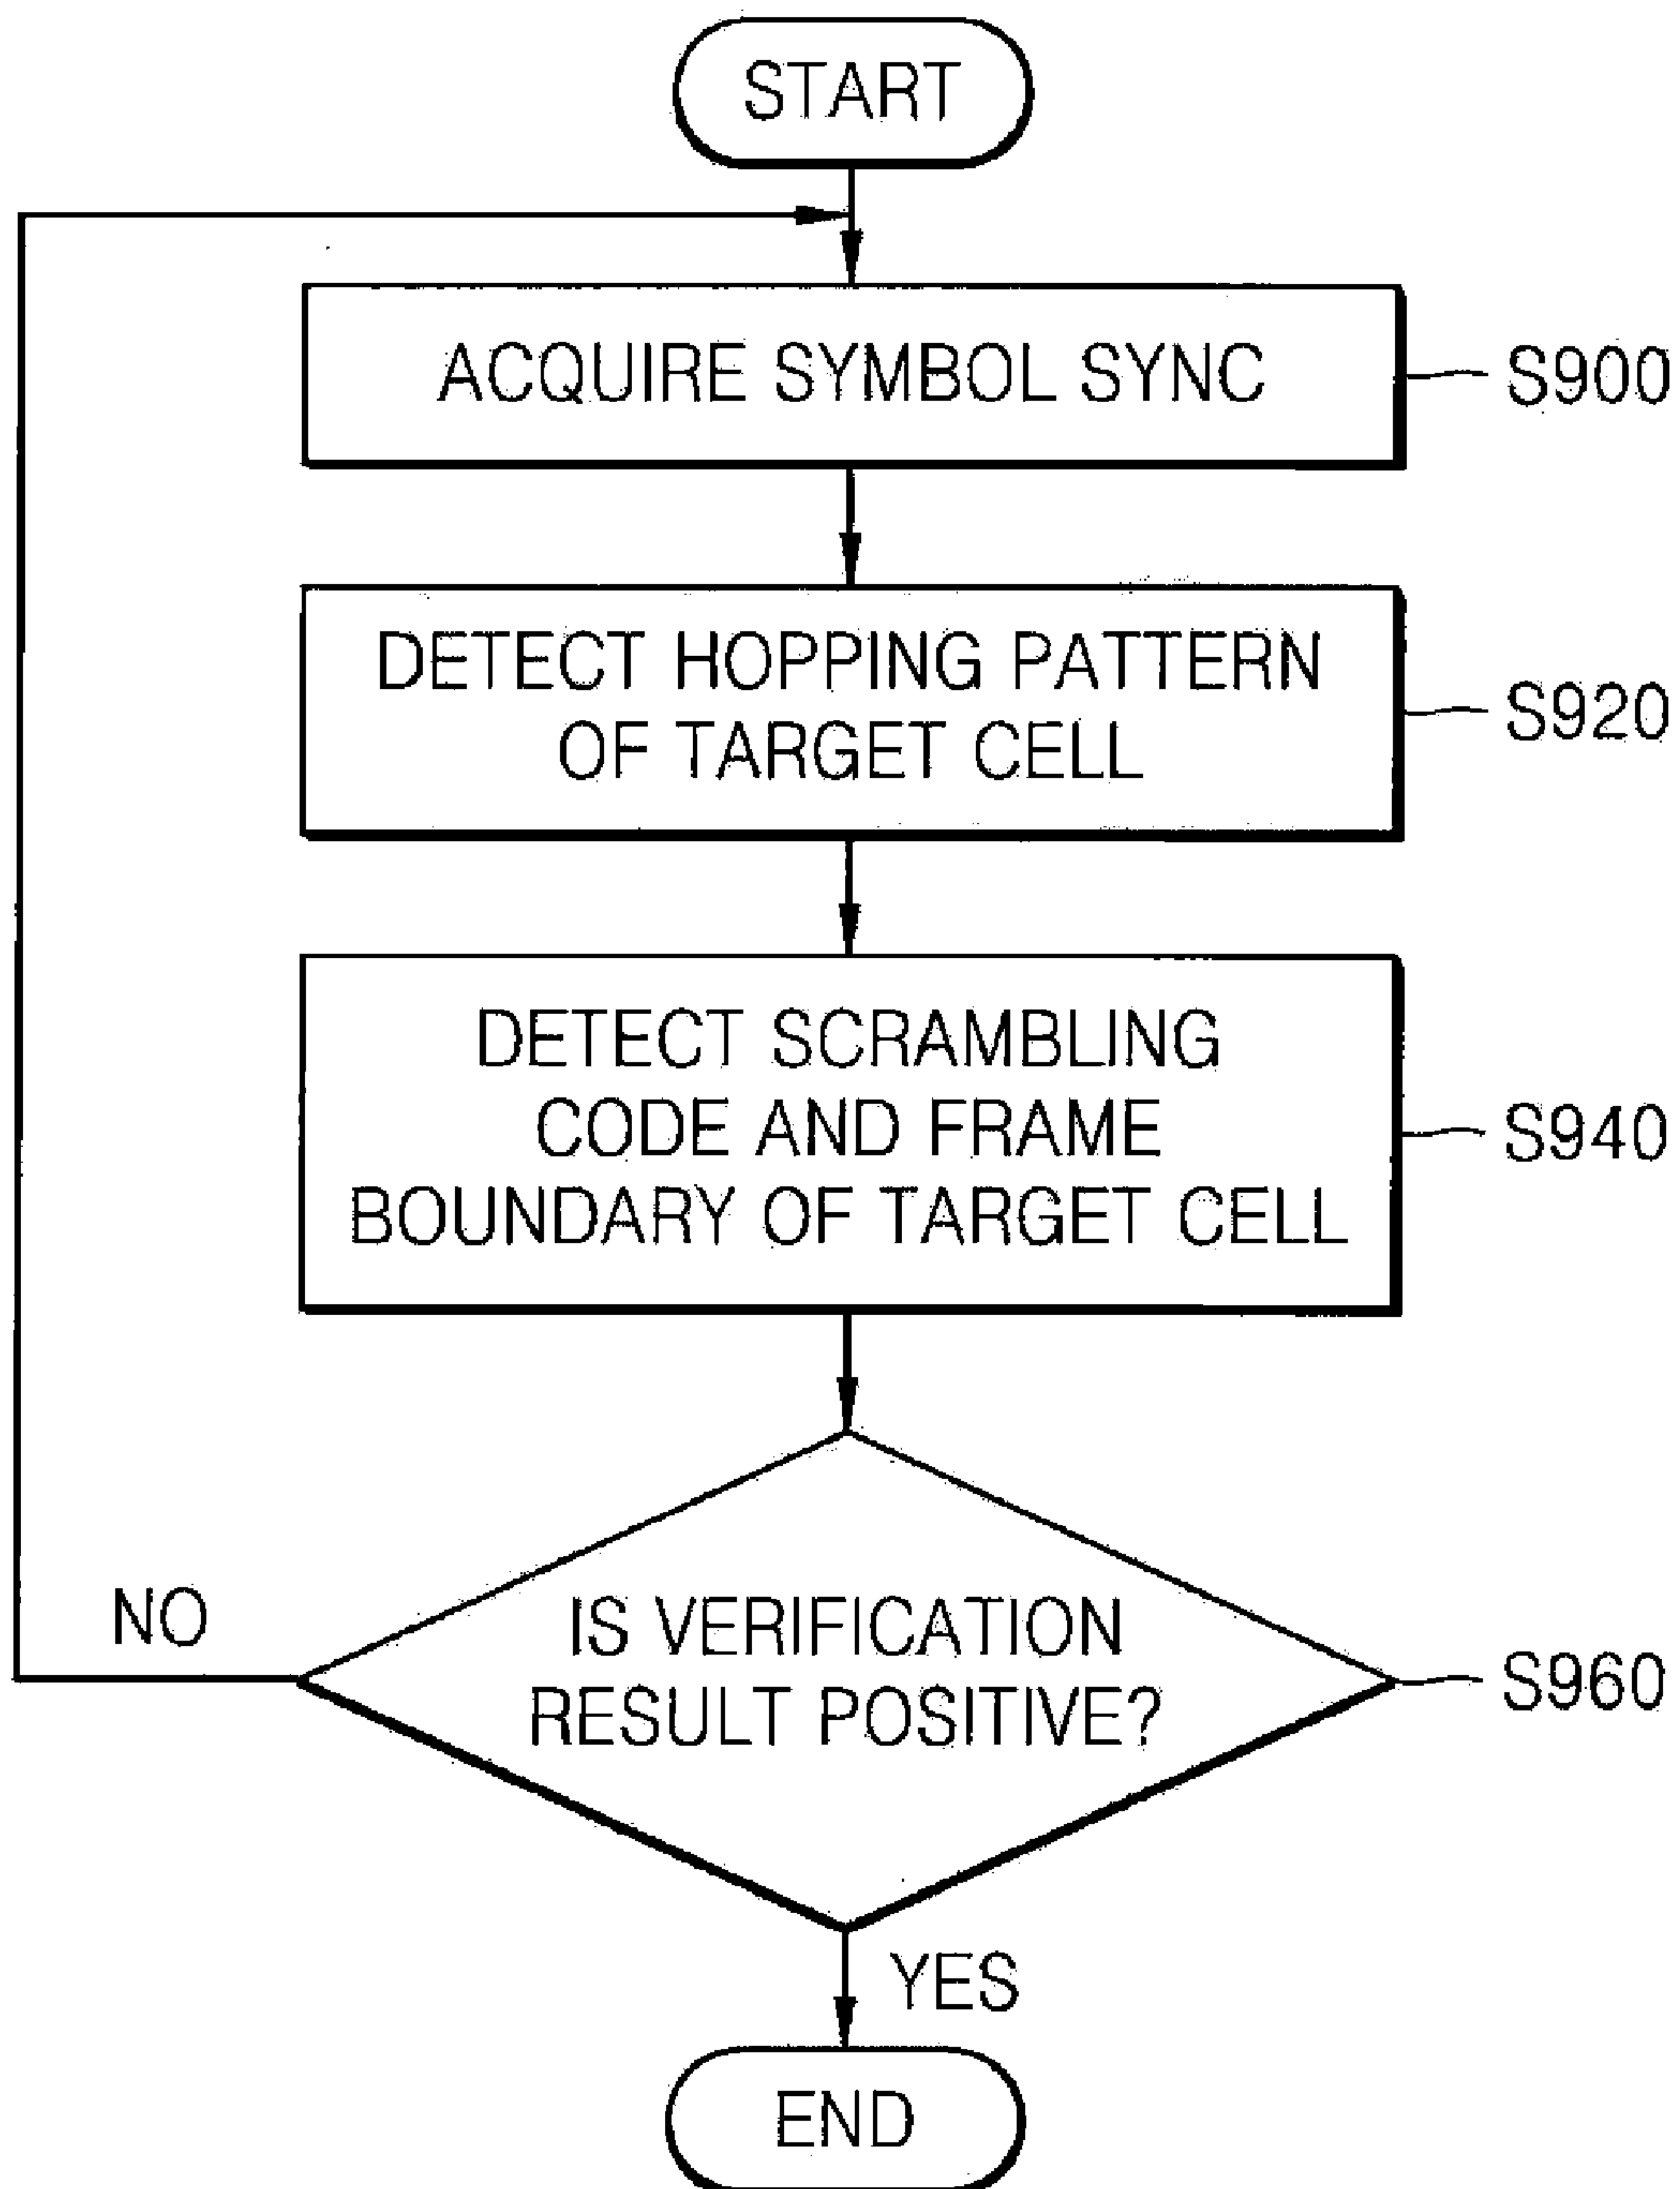 START
ACQUIRE SYMBOL SYNC
S900
DETECT HOPPING PATTERN
OF TARGET CELL
S920
DETECT SCRAMBLING
CODE AND FRAME
BOUNDARY OF TARGET CELL
S940
NO
IS VERIFICATION
RESULT POSITIVE?
S960
YES
END